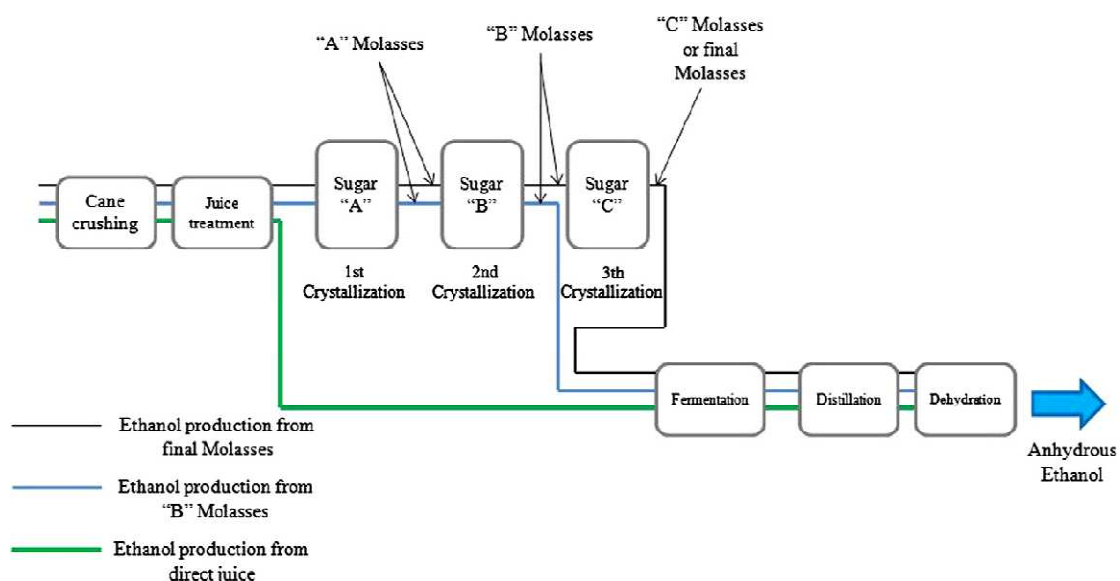 “A” Molasses
“B” Molasses
“C” Molasses
or final
Molasses
Cane
crushing
Juice
treatment
Sugar
“A”
Sugar
“B”
Sugar
“C”
1st
Crystallization
2nd
Crystallization
3th
Crystallization
Fermentation
Distillation
Dehydration
Anhydrous
Ethanol
Ethanol production from
final Molasses
Ethanol production from
“B” Molasses
Ethanol production from
direct juice